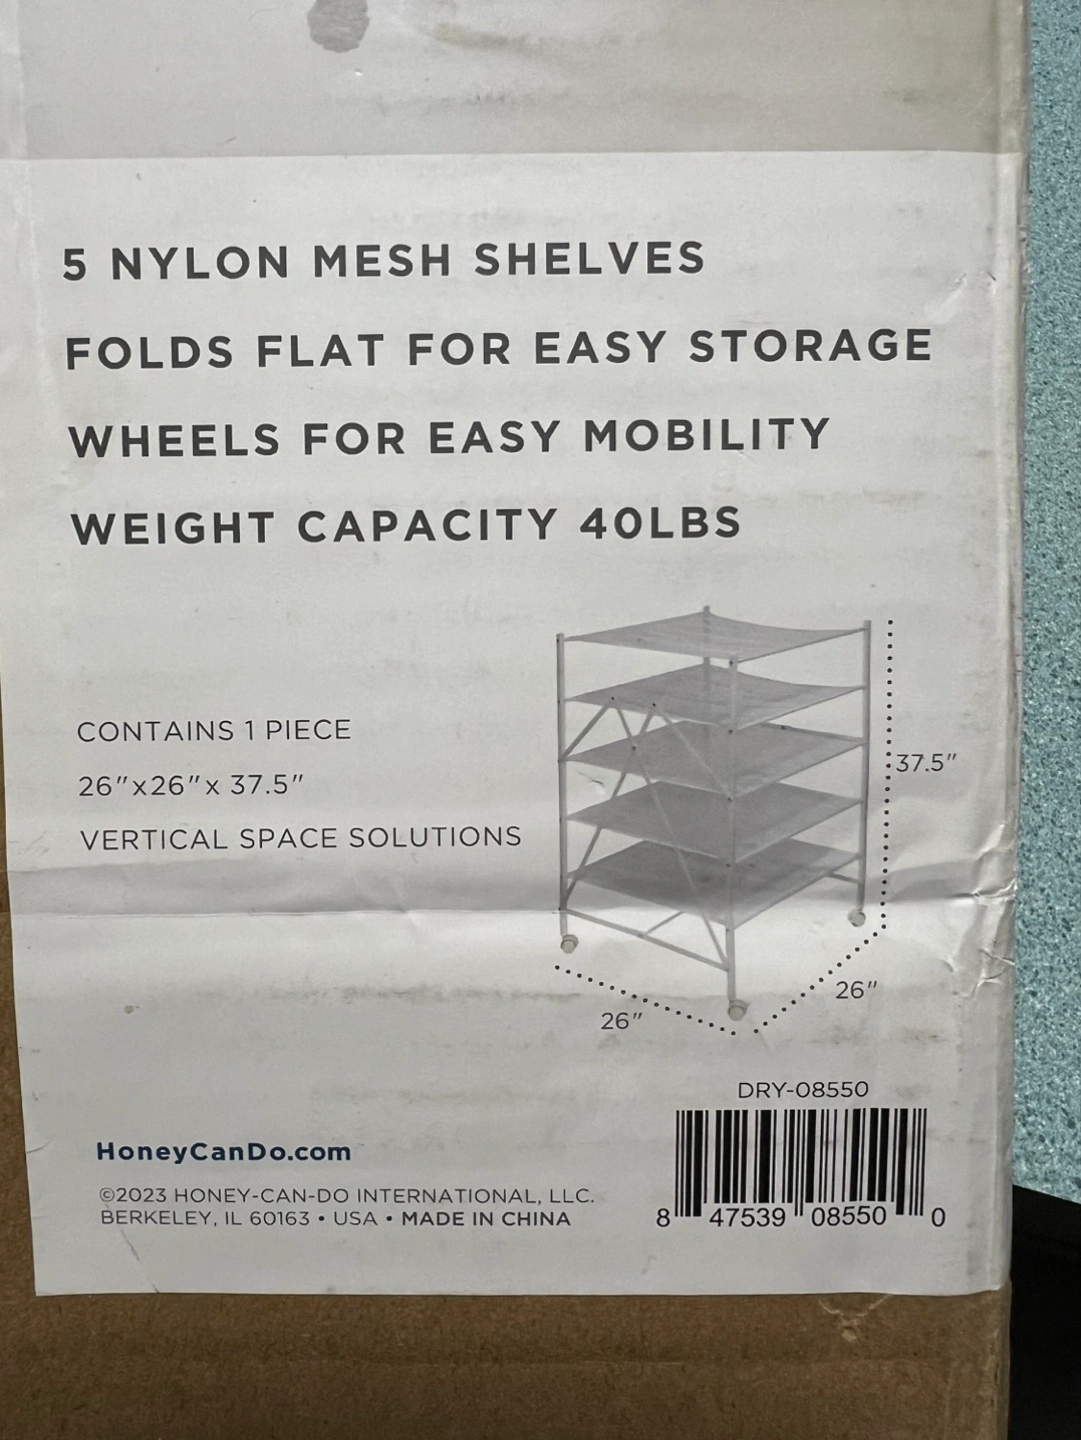 5 NYLON MESH SHELVES
FOLDS FLAT FOR EASY STORAGE
WHEELS FOR EASY MOBILITY
WEIGHT CAPACITY 40LBS
CONTAINS 1 PIECE
26"x26"x 37.5"
VERTICAL SPACE SOLUTIONS
37.5"
26"
26"
DRY-08550
HoneyCanDo.com
©2023 HONEY-CAN-DO INTERNATIONAL, LLC.
BERKELEY, IL 60163 • USA • MADE IN CHINA
8 47539 08550 0